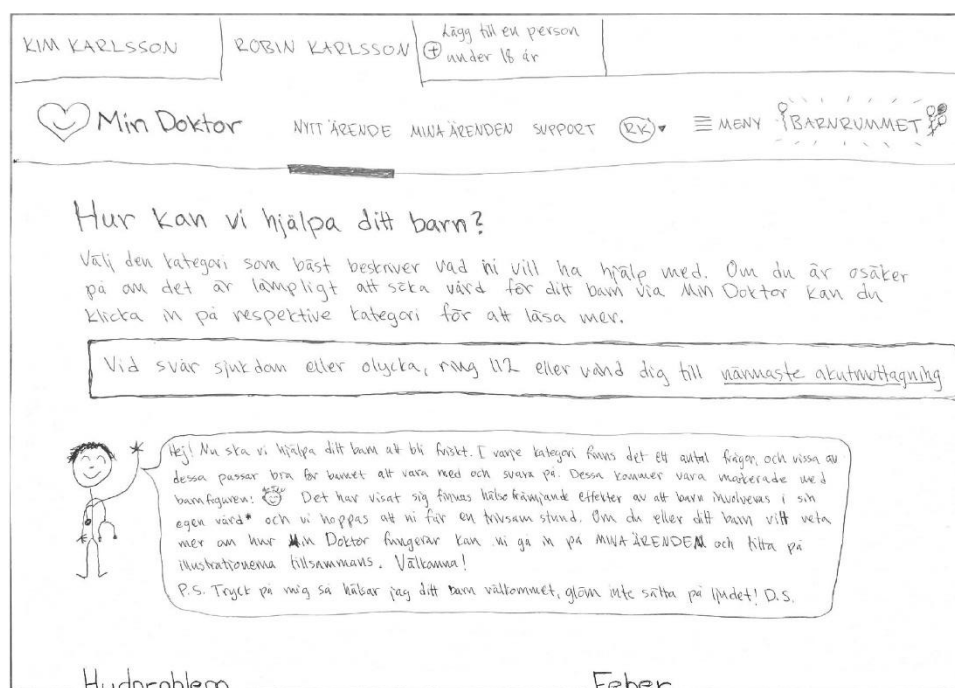 KIM KARLSSON
ROBIN KARLSSON
Lägg till en person
under 18 år
Min Doktor
NYTT ÄRENDE MINA ÄRENDEN SUPPORT RK MENY BARNRUMMET
Hur kan vi hjälpa ditt barn?
Välj den kategori som bäst beskriver vad ni vill ha hjälp med. Om du är osäker
på om det är lämpligt att söka vård för ditt barn via Min Doktor kan du
klicka in på respektive kategori för att läsa mer.
Vid svår sjukdom eller olycka, ring 112 eller vänd dig till närmaste akutmottagning
Hej! Nu ska vi hjälpa ditt barn att bli friskt. I varje kategori finns det ett antal frågor, och vissa av
dessa passar bra för barnet att vara med och svara på. Dessa kommer vara markerade med
barnfiguren: Det har visat sig finnas hälsofrämjande effekter av att barn involveras i sin
egen vård* och vi hoppas att ni får en trivsam stund. Om du eller ditt barn vill veta
mer om hur Min Doktor fungerar kan ni gå in på MINA ÄRENDEN och titta på
illustrationerna tillsammans. Välkomna!
P.S. Tryck på mig så hälsar jag ditt barn välkommet, glöm inte sätta på ljudet! D.S.
Hudproblem
Feber